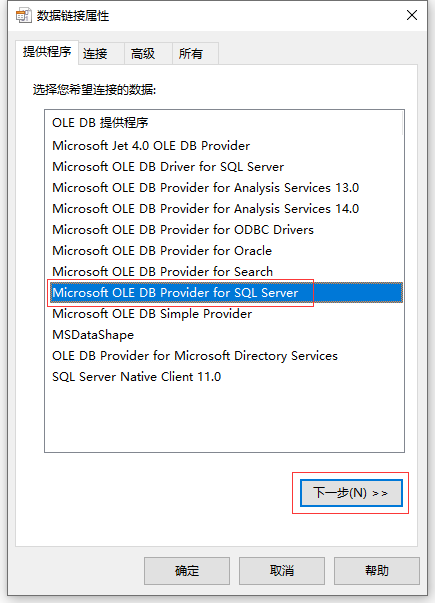 数据链接属性
提供程序 连接 高级 所有
选择您希望连接的数据:
OLE DB 提供程序
Microsoft Jet 4.0 OLE DB Provider
Microsoft OLE DB Driver for SQL Server
Microsoft OLE DB Provider for Analysis Services 13.0
Microsoft OLE DB Provider for Analysis Services 14.0
Microsoft OLE DB Provider for ODBC Drivers
Microsoft OLE DB Provider for Oracle
Microsoft OLE DB Provider for Search
Microsoft OLE DB Provider for SQL Server
Microsoft OLE DB Simple Provider
MSDataShape
OLE DB Provider for Microsoft Directory Services
SQL Server Native Client 11.0
下一步(N) >>
确定 取消 帮助